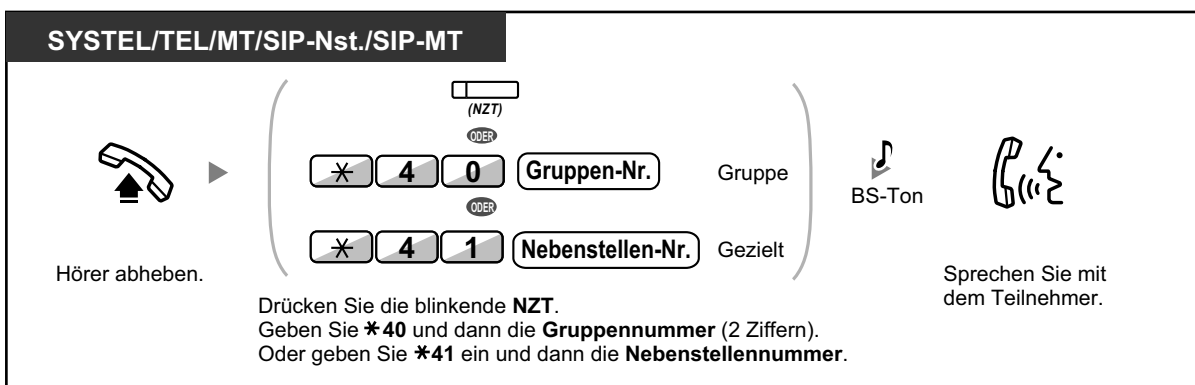 SYSTEL/TEL/MT/SIP-Nst./SIP-MT
(NZT)
ODER
* 4 0 Gruppen-Nr. Gruppe
ODER
* 4 1 Nebenstellen-Nr. Gezielt
BS-Ton
Hörer abheben.
Drücken Sie die blinkende NZT.
Geben Sie *40 und dann die Gruppennummer (2 Ziffern).
Oder geben Sie *41 ein und dann die Nebenstellennummer.
Sprechen Sie mit
dem Teilnehmer.